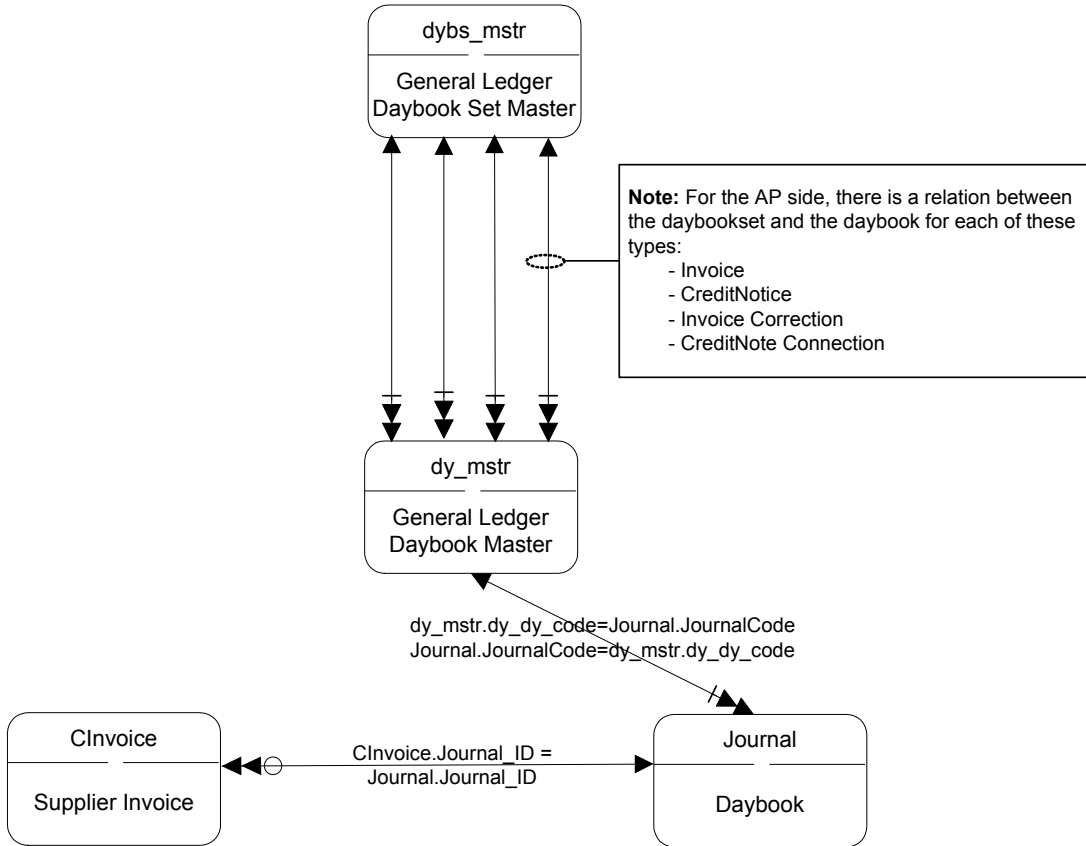 dybs_mstr
General Ledger
Daybook Set Master
Note: For the AP side, there is a relation between
the daybookset and the daybook for each of these
types:
- Invoice
- CreditNotice
- Invoice Correction
- CreditNote Connection
dy_mstr
General Ledger
Daybook Master
dy_mstr.dy_dy_code=Journal.JournalCode
Journal.JournalCode=dy_mstr.dy_dy_code
CInvoice
Supplier Invoice
CInvoice.Journal_ID =
Journal.Journal_ID
Journal
Daybook